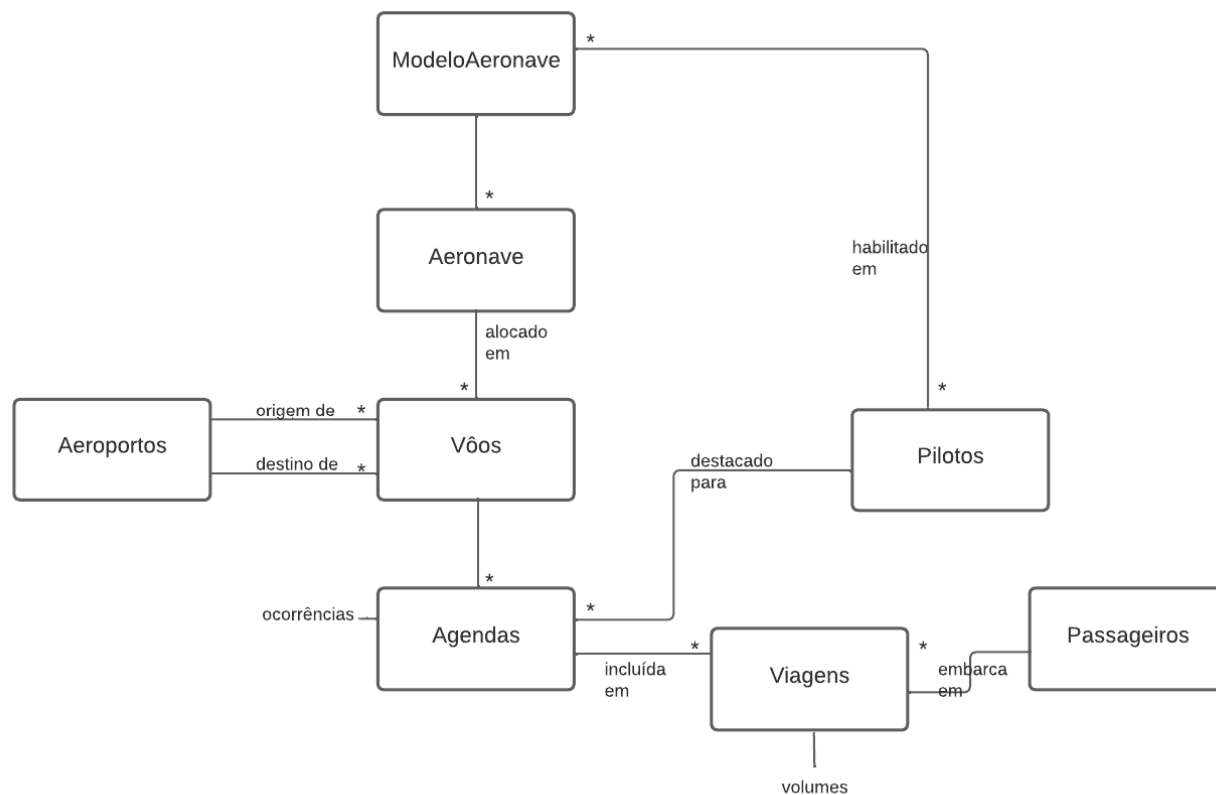 ModeloAeronave
*
*
Aeronave
habilitado
em
alocado
em
*
*
Aeroportos
origem de
*
destino de
*
Vôos
destacado
para
Pilotos
*
ocorrências
Agendas
*
incluída
em
*
Viagens
*
embarca
em
Passageiros
volumes